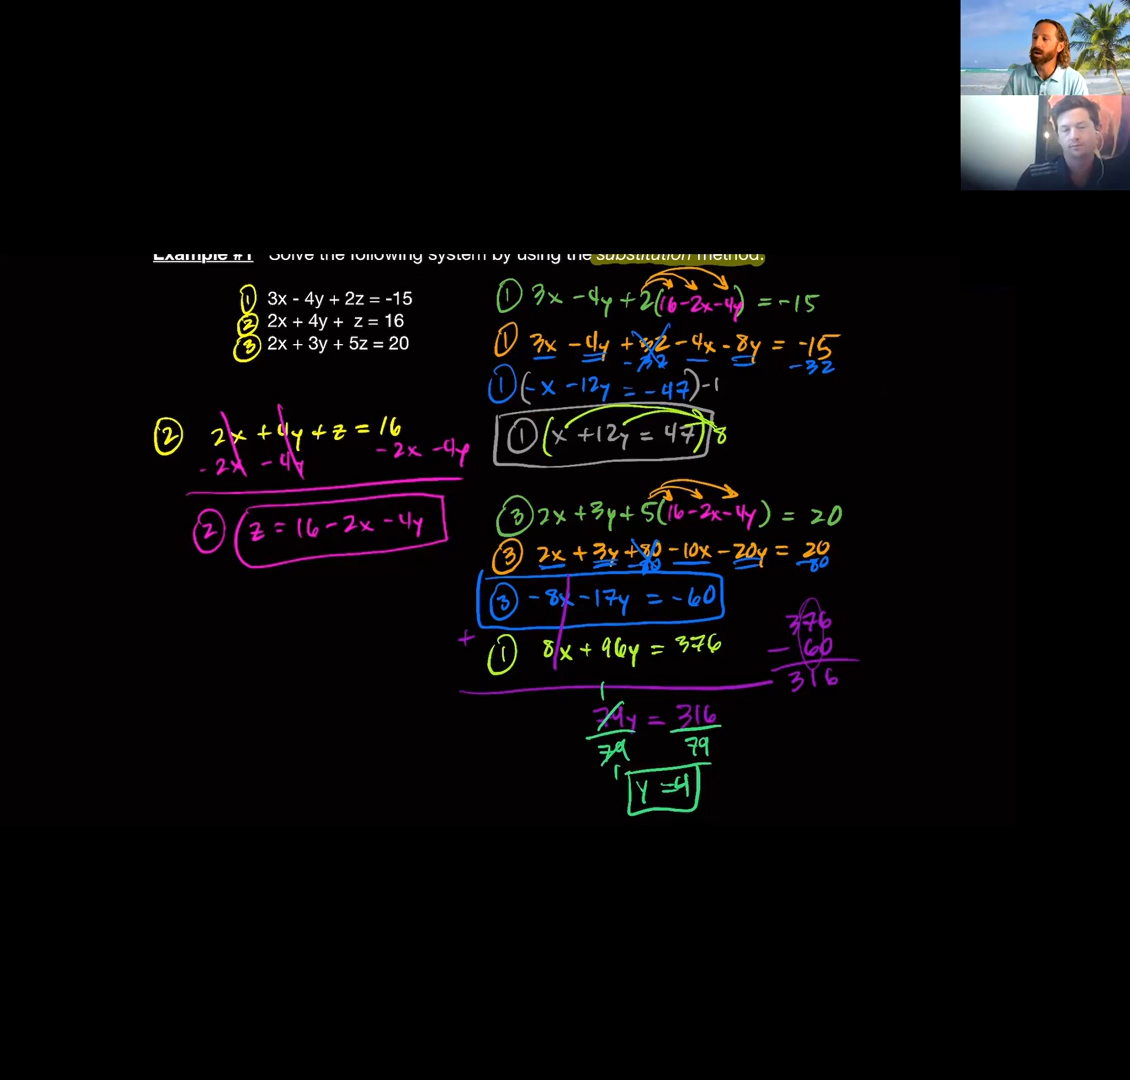 Example #1 Solve the following system by using the substitution method.
① 3x - 4y + 2z = -15
② 2x + 4y + z = 16
③ 2x + 3y + 5z = 20
② 2x + 4y + z = 16
- 2x - 4y - 2x - 4y
② z = 16 - 2x - 4y
① 3x - 4y + 2(16 - 2x - 4y) = -15
① 3x - 4y + 32 - 4x - 8y = -15
- 32 - 32
① (-x - 12y = -47) -1
① (x + 12y = 47) 8
③ 2x + 3y + 5(16 - 2x - 4y) = 20
③ 2x + 3y + 80 - 10x - 20y = 20
-80 -80
③ -8x - 17y = -60
+ ① 8x + 96y = 376
1
79y = 316
79 79
1
y = 4
376
- 60
316